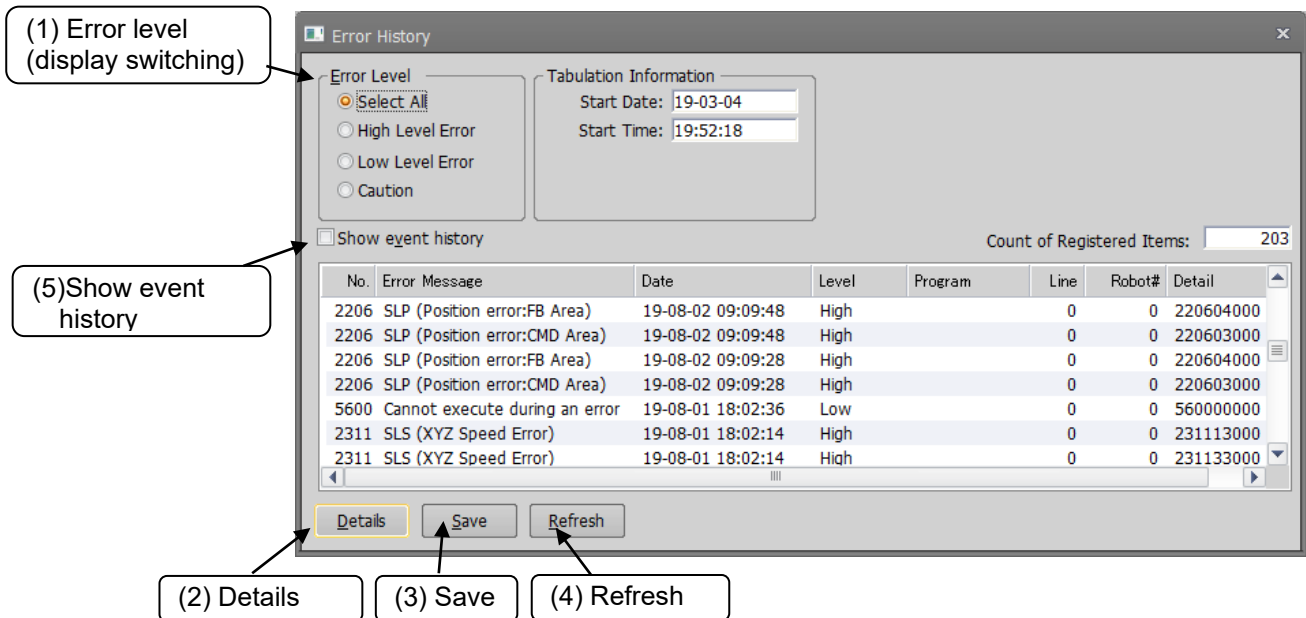 (1) Error level
(display switching)
Error History
Error Level
Select All
High Level Error
Low Level Error
Caution
Tabulation Information
Start Date: 19-03-04
Start Time: 19:52:18
Show event history
Count of Registered Items: 203
(5)Show event
history
No. Error Message Date Level Program Line Robot# Detail
2206 SLP (Position error:FB Area) 19-08-02 09:09:48 High 0 0 220604000
2206 SLP (Position error:CMD Area) 19-08-02 09:09:48 High 0 0 220603000
2206 SLP (Position error:FB Area) 19-08-02 09:09:28 High 0 0 220604000
2206 SLP (Position error:CMD Area) 19-08-02 09:09:28 High 0 0 220603000
5600 Cannot execute during an error 19-08-01 18:02:36 Low 0 0 560000000
2311 SLS (XYZ Speed Error) 19-08-01 18:02:14 High 0 0 231113000
2311 SLS (XYZ Speed Error) 19-08-01 18:02:14 High 0 0 231133000
Details Save Refresh
(2) Details (3) Save (4) Refresh